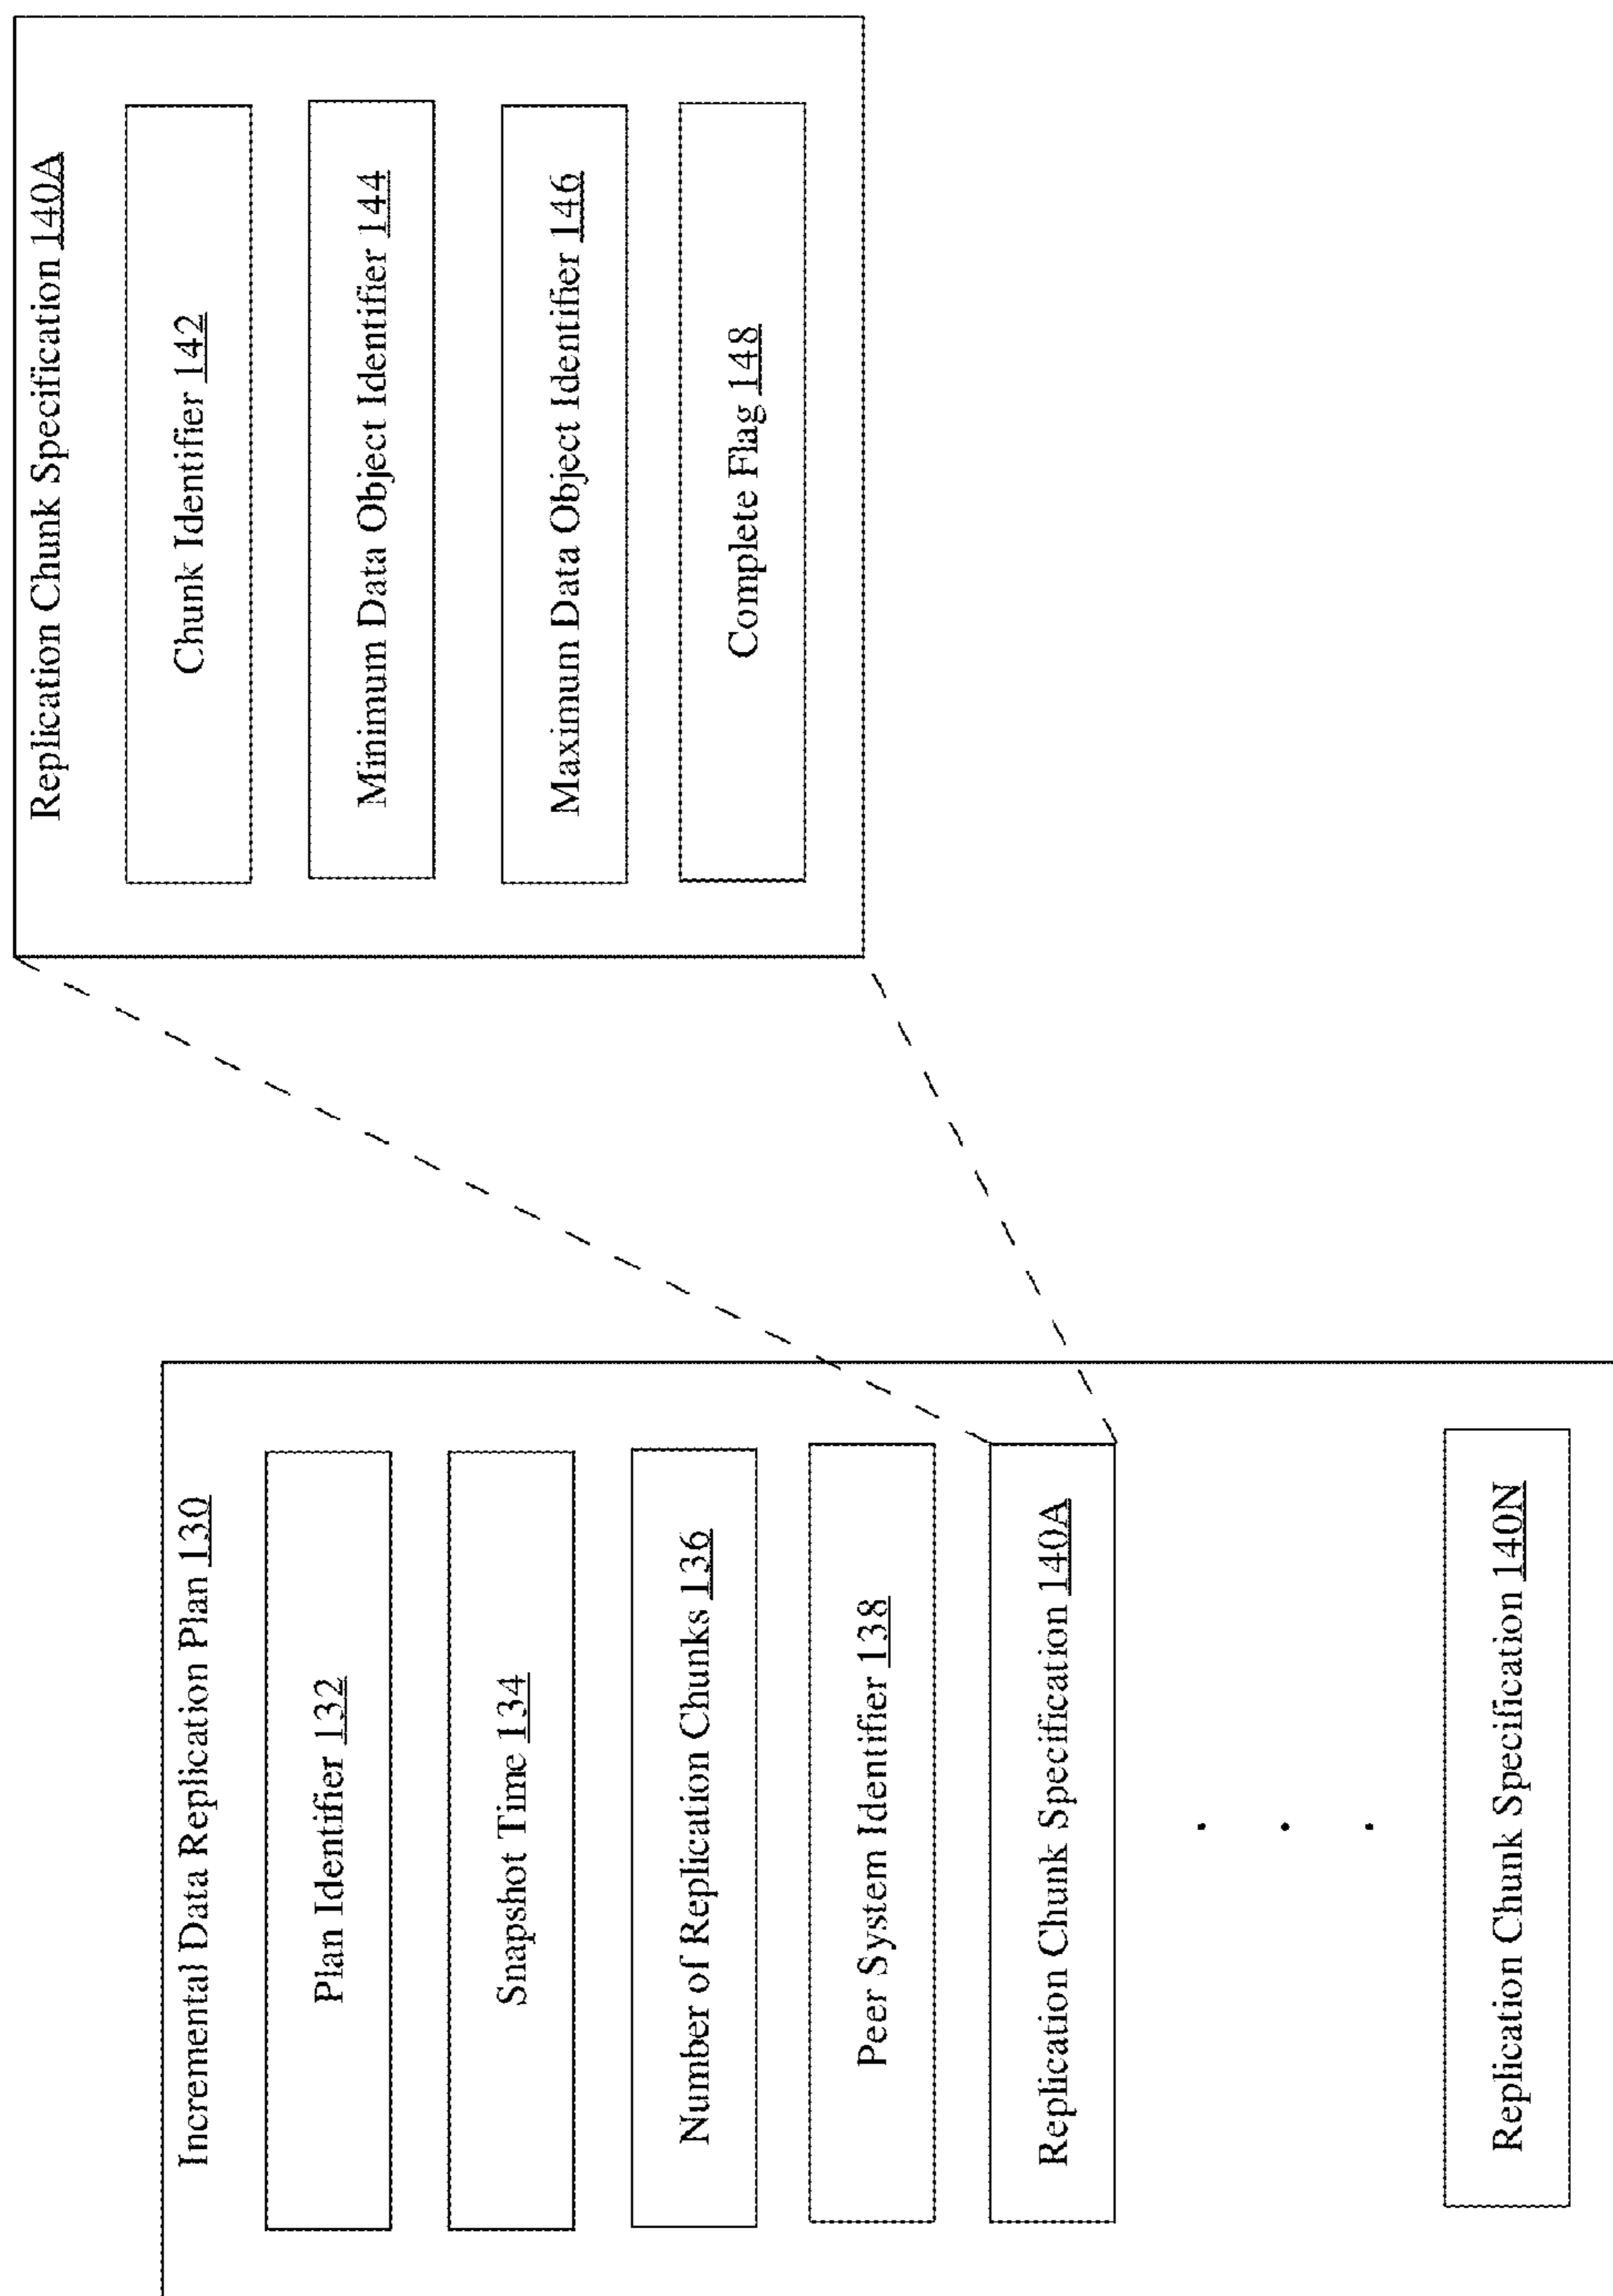 Incremental Data Replication Plan 130
Plan Identifier 132
Snapshot Time 134
Number of Replication Chunks 136
Peer System Identifier 138
Replication Chunk Specification 140A
. . .
Replication Chunk Specification 140N
Replication Chunk Specification 140A
Chunk Identifier 142
Minimum Data Object Identifier 144
Maximum Data Object Identifier 146
Complete Flag 148